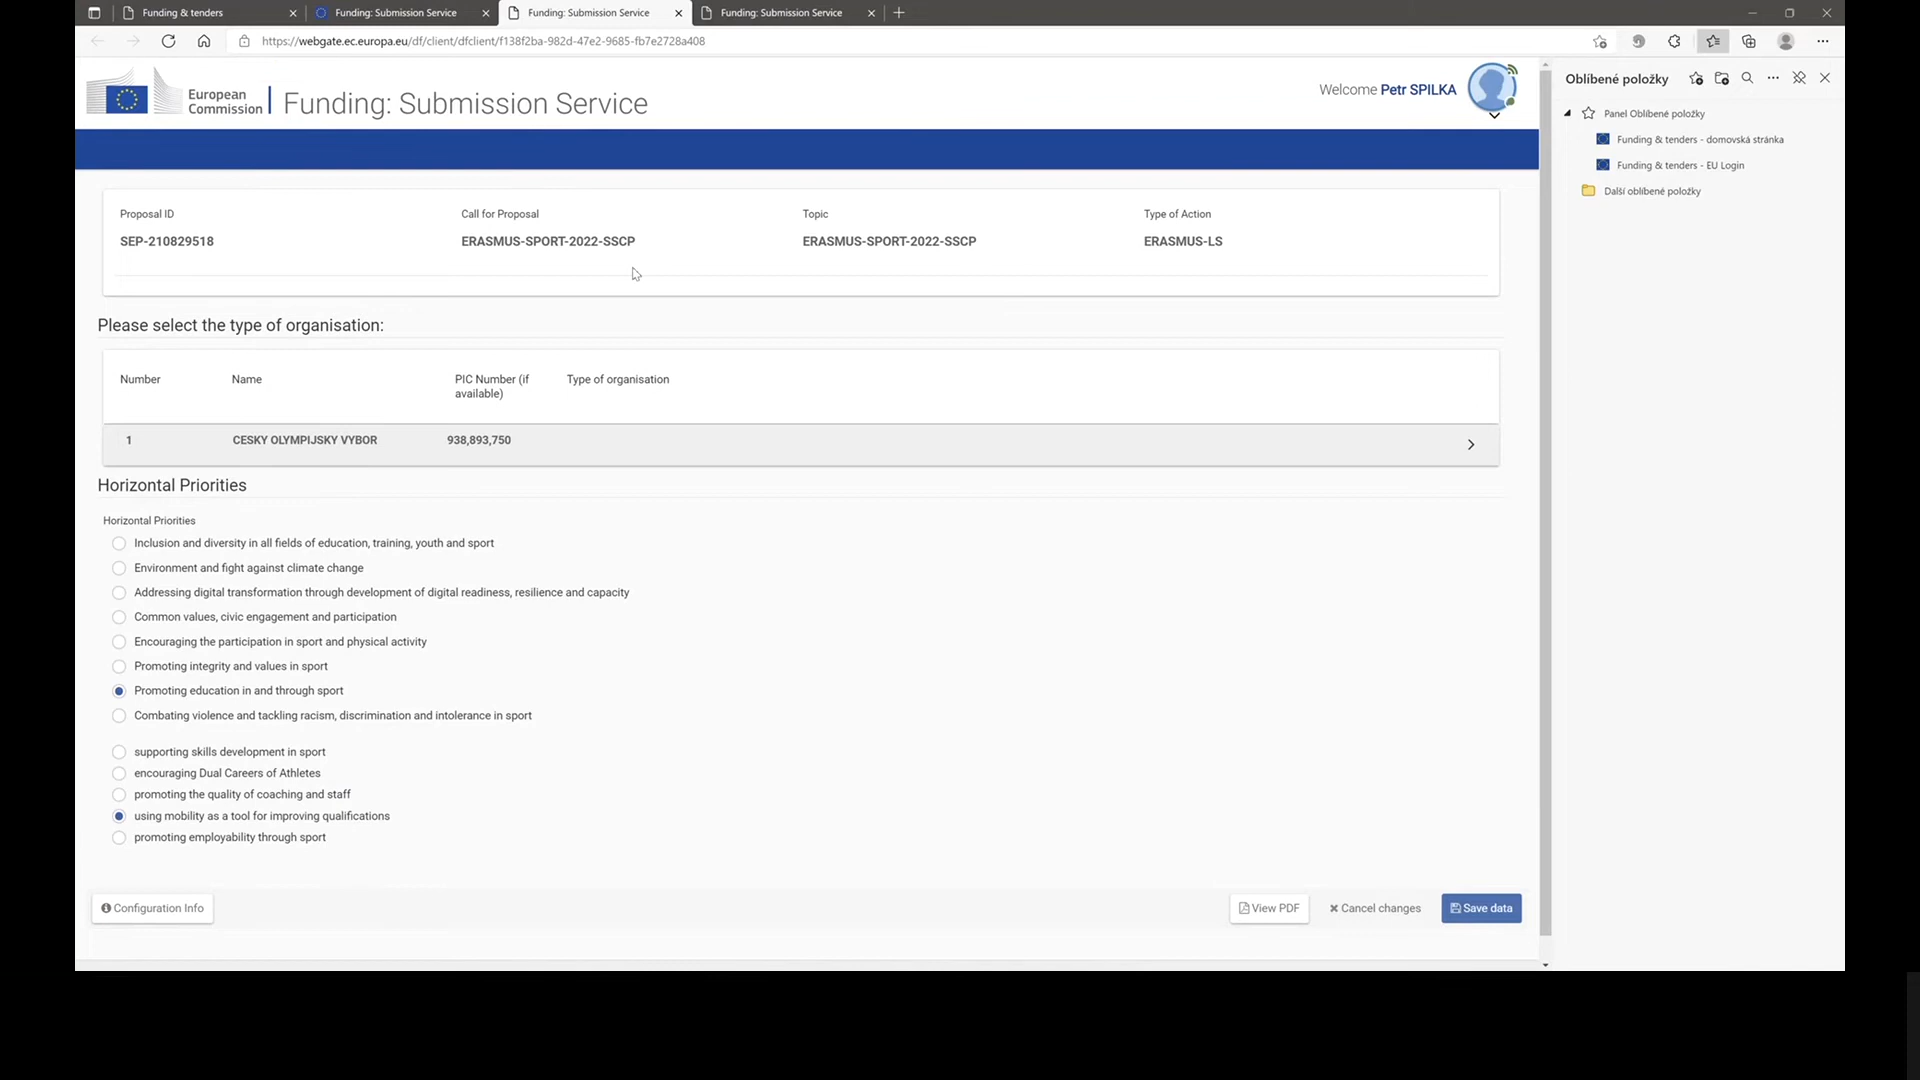 Funding & tenders
Funding: Submission Service
Funding: Submission Service
Funding: Submission Service
https://webgate.ec.europa.eu/df/client/dfclient/f138f2ba-982d-47e2-9685-fb7e2728a408
European
Commission
Funding: Submission Service
Welcome Petr SPILKA
Oblíbené položky
Panel Oblíbené položky
Funding & tenders - domovská stránka
Funding & tenders - EU Login
Další oblíbené položky
Proposal ID
Call for Proposal
Topic
Type of Action
SEP-210829518
ERASMUS-SPORT-2022-SSCP
ERASMUS-SPORT-2022-SSCP
ERASMUS-LS
Please select the type of organisation:
Number
Name
PIC Number (if
available)
Type of organisation
1
CESKY OLYMPIJSKY VYBOR
938,893,750
Horizontal Priorities
Horizontal Priorities
Inclusion and diversity in all fields of education, training, youth and sport
Environment and fight against climate change
Addressing digital transformation through development of digital readiness, resilience and capacity
Common values, civic engagement and participation
Encouraging the participation in sport and physical activity
Promoting integrity and values in sport
Promoting education in and through sport
Combating violence and tackling racism, discrimination and intolerance in sport
supporting skills development in sport
encouraging Dual Careers of Athletes
promoting the quality of coaching and staff
using mobility as a tool for improving qualifications
promoting employability through sport
Configuration Info
View PDF
Cancel changes
Save data